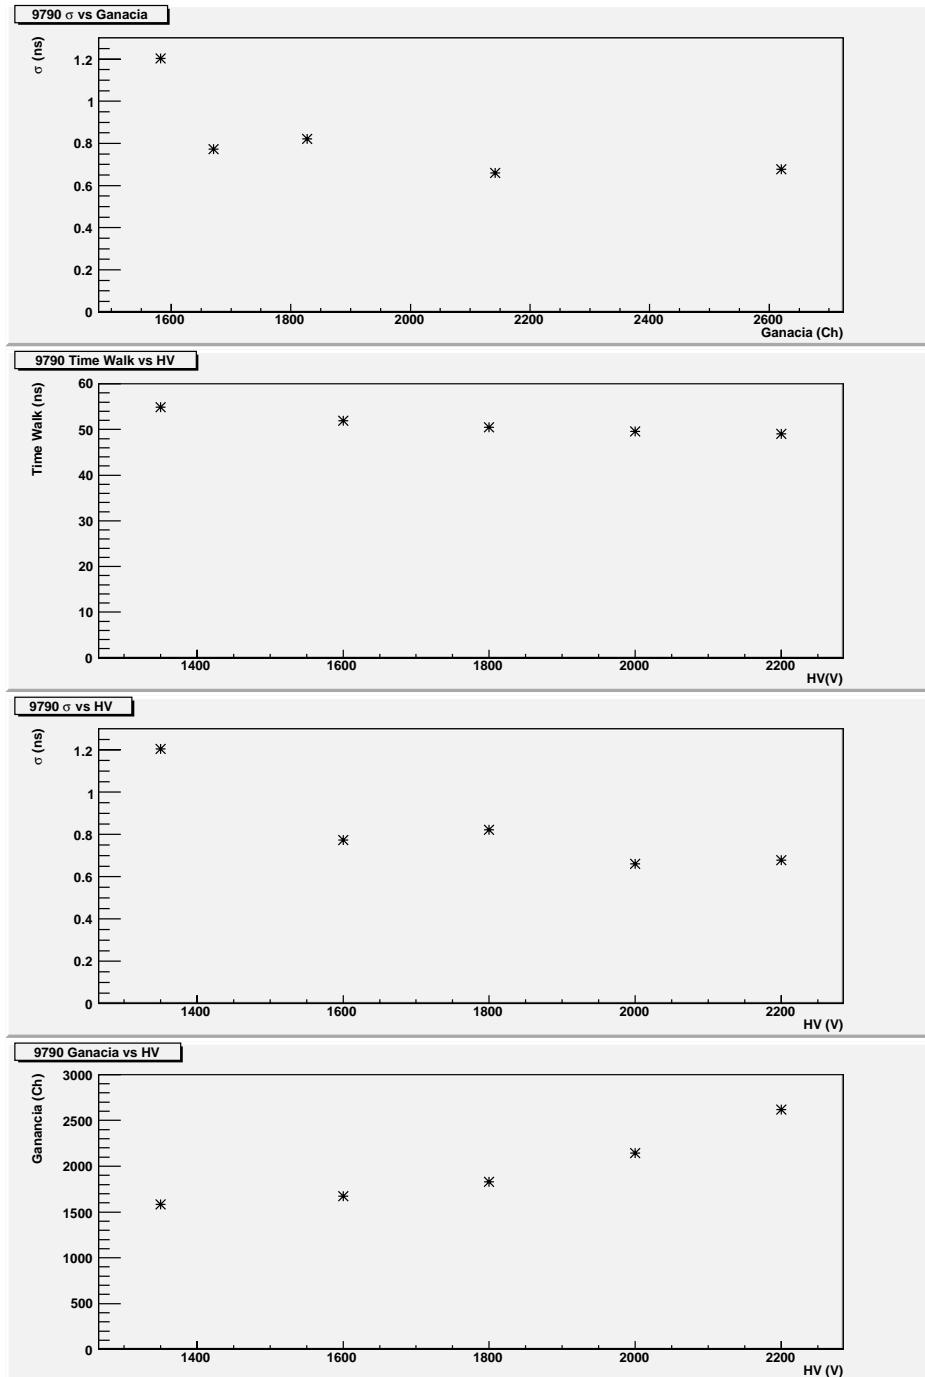 9790 σ vs Ganacia
σ (ns)
1.2
1
0.8
0.6
0.4
0.2
0
1600 1800 2000 2200 2400 2600
Ganacia (Ch)
9790 Time Walk vs HV
Time Walk (ns)
60
50
40
30
20
10
0
1400 1600 1800 2000 2200
HV(V)
9790 σ vs HV
σ (ns)
1.2
1
0.8
0.6
0.4
0.2
0
1400 1600 1800 2000 2200
HV (V)
9790 Ganacia vs HV
Ganancia (Ch)
3000
2500
2000
1500
1000
500
0
1400 1600 1800 2000 2200
HV (V)